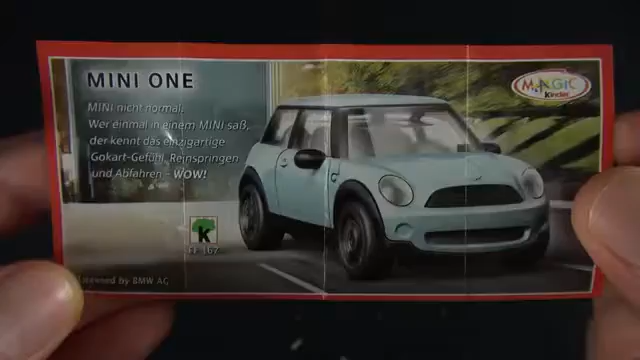 MINI ONE
MINI nicht normal.
Wer einmal in einem MINI saß,
der kennt das einzigartige
Gokart-Gefühl. Reinspringen
und Abfahren – WOW!
MAGIC
Kinder
K
FF 167
Licensed by BMW AG